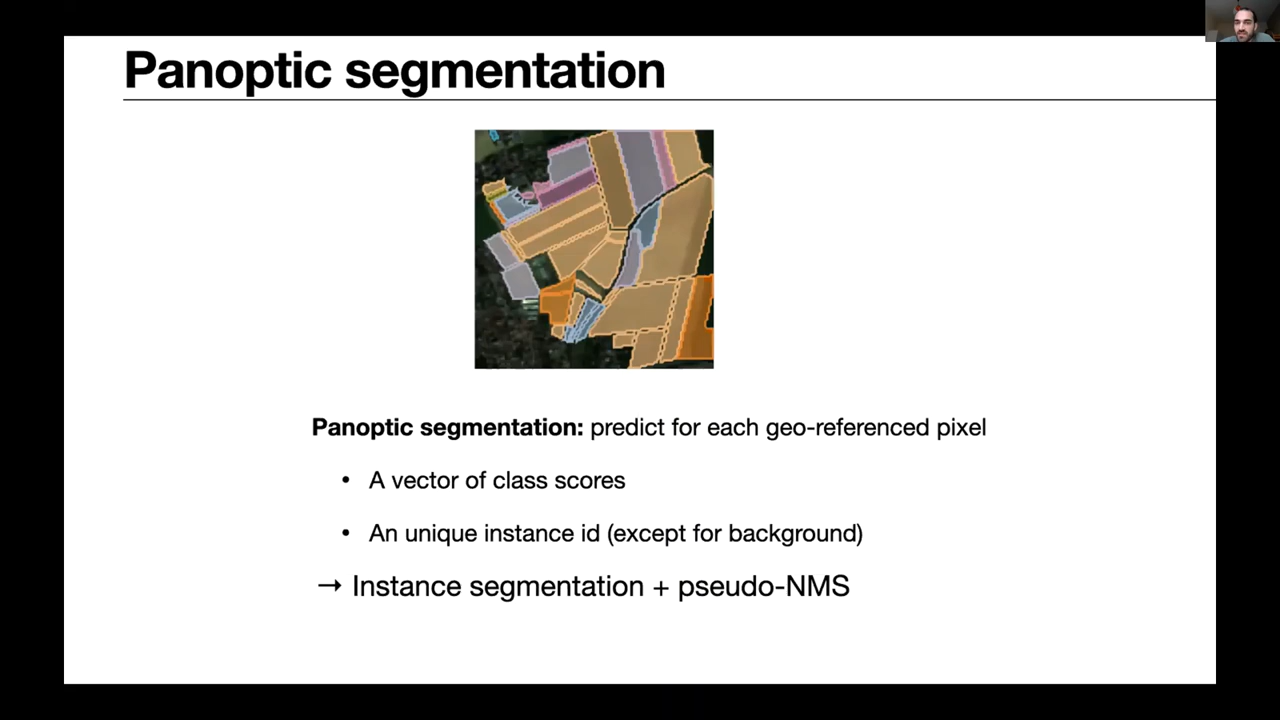 Panoptic segmentation
Panoptic segmentation: predict for each geo-referenced pixel
• A vector of class scores
• An unique instance id (except for background)
→ Instance segmentation + pseudo-NMS